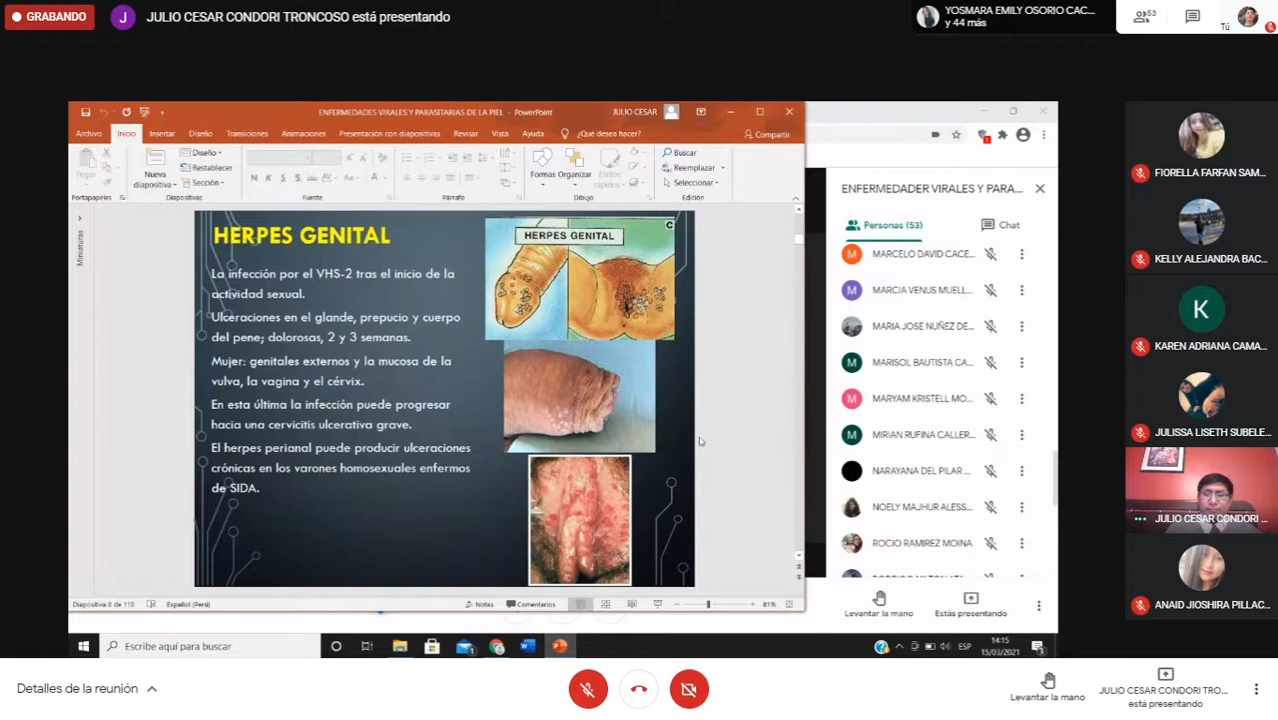 GRABANDO
J
JULIO CESAR CONDORI TRONCOSO está presentando
YOSMARA EMILY OSORIO CAC...
y 44 más
53
Tú
ENFERMEDADES VIRALES Y PARASITARIAS DE LA PIEL - PowerPoint
JULIO CESAR
Archivo
Inicio
Insertar
Diseño
Transiciones
Animaciones
Presentación con diapositivas
Revisar
Vista
Ayuda
¿Qué desea hacer?
Compartir
Pegar
Nueva
diapositiva
Diseño
Restablecer
Sección
N K S S
Formas
Organizar
Estilos
rápidos
Buscar
Reemplazar
Seleccionar
Portapapeles
Diapositivas
Fuente
Párrafo
Dibujo
Edición
Miniaturas
HERPES GENITAL
La infección por el VHS-2 tras el inicio de la
actividad sexual.
Ulceraciones en el glande, prepucio y cuerpo
del pene; dolorosas, 2 y 3 semanas.
Mujer: genitales externos y la mucosa de la
vulva, la vagina y el cérvix.
En esta última la infección puede progresar
hacia una cervicitis ulcerativa grave.
El herpes perianal puede producir ulceraciones
crónicas en los varones homosexuales enfermos
de SIDA.
HERPES GENITAL
C
Diapositiva 8 de 118
Español (Perú)
Notas
Comentarios
81%
ENFERMEDADER VIRALES Y PARA...
Personas (53)
Chat
M
MARCELO DAVID CACE...
M
MARCIA VENUS MUELL...
MARIA JOSE NUÑEZ DE...
M
MARISOL BAUTISTA CA...
M
MARYAM KRISTELL MO...
M
MIRIAN RUFINA CALLER...
NARAYANA DEL PILAR ...
NOELY MAJHUR ALESS...
ROCIO RAMIREZ MOINA
Levantar la mano
Estás presentando
FIORELLA FARFAN SAM...
KELLY ALEJANDRA BAC...
K
KAREN ADRIANA CAMA...
JULISSA LISETH SUBELE...
JULIO CESAR CONDORI ...
ANAID JIOSHIRA PILLAC...
Escribe aquí para buscar
ESP
14:15
15/03/2021
3
Detalles de la reunión
Levantar la mano
JULIO CESAR CONDORI TRO...
está presentando